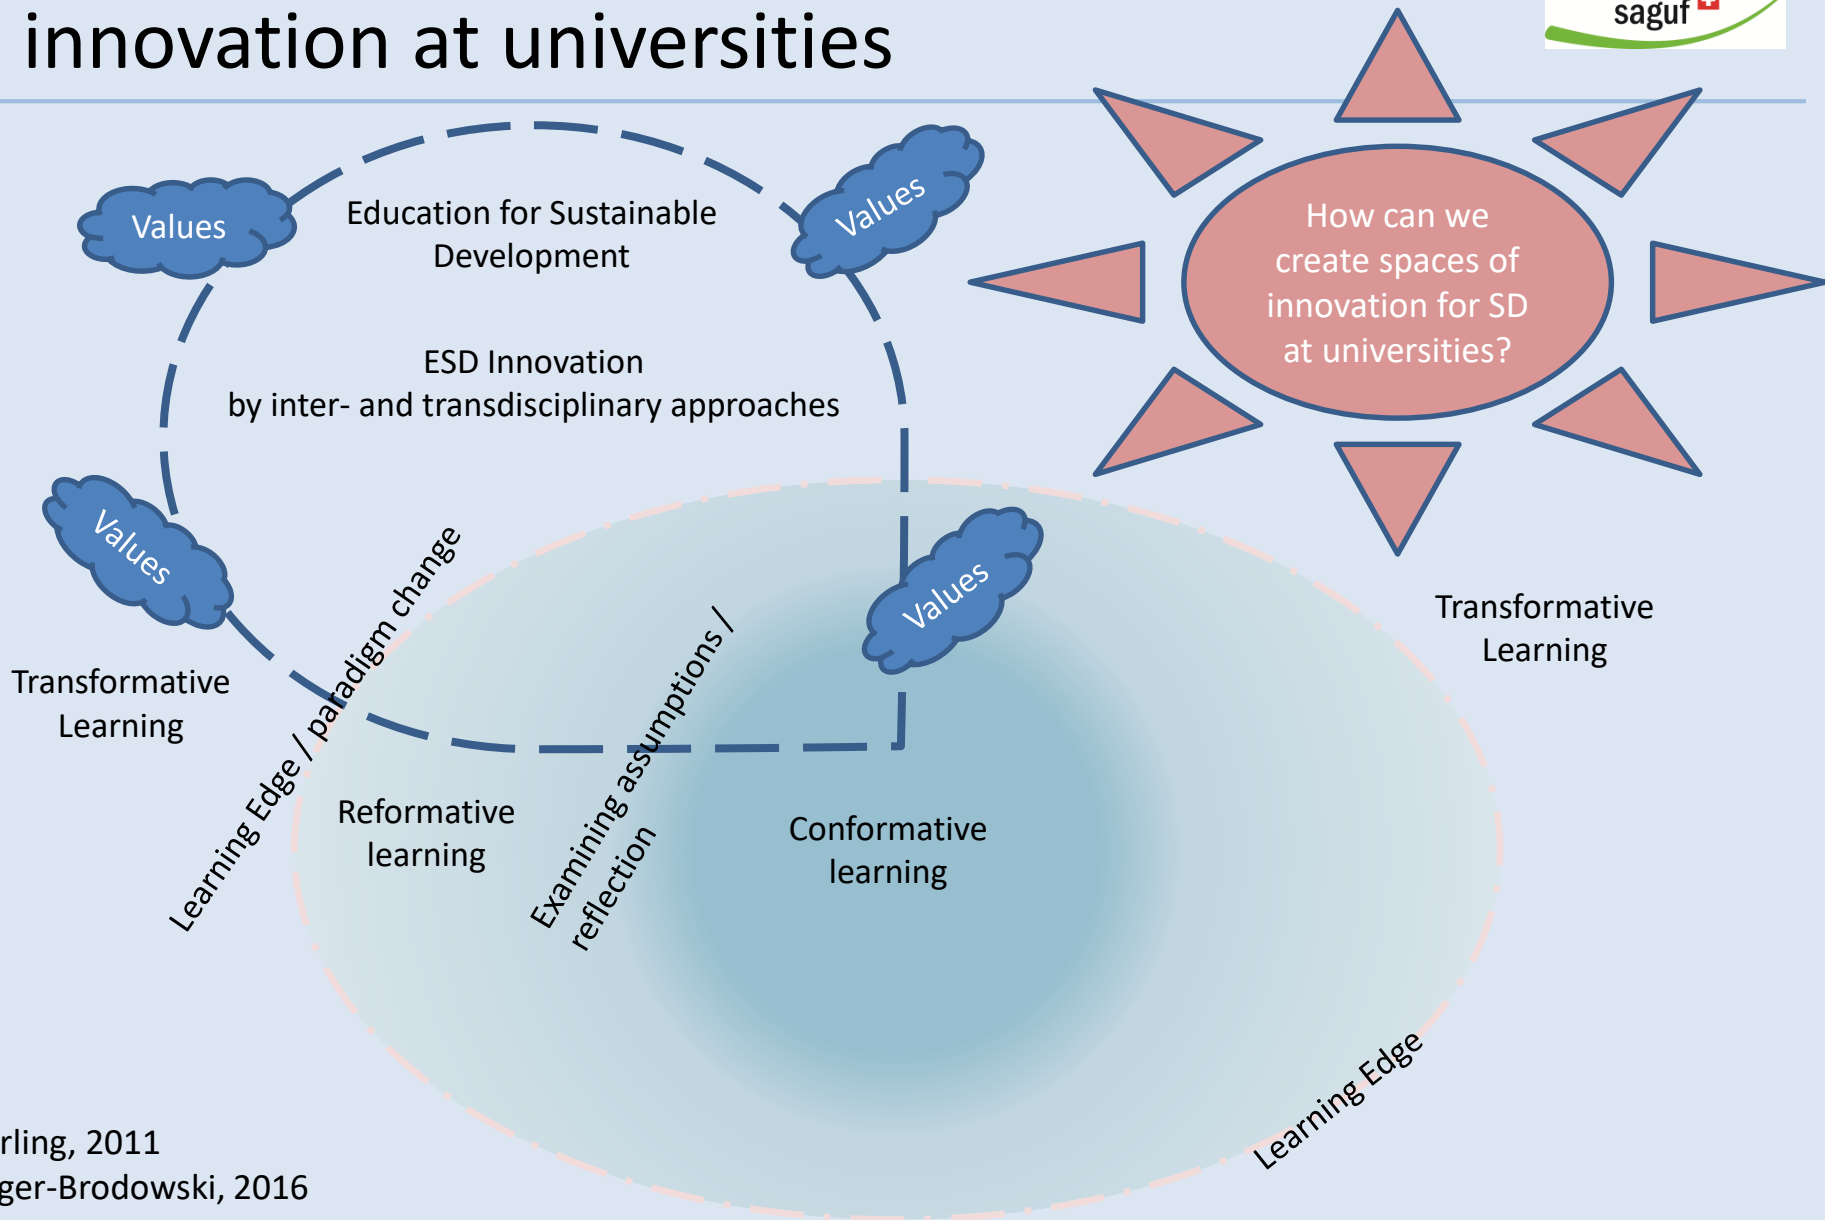 innovation at universities
saguf
Values
Education for Sustainable
Development
Values
How can we
create spaces of
innovation for SD
at universities?
ESD Innovation
by inter- and transdisciplinary approaches
Values
Learning Edge / paradigm change
Examining assumptions /
reflection
Values
Transformative
Learning
Transformative
Learning
Reformative
learning
Conformative
learning
Learning Edge
rling, 2011
ger-Brodowski, 2016